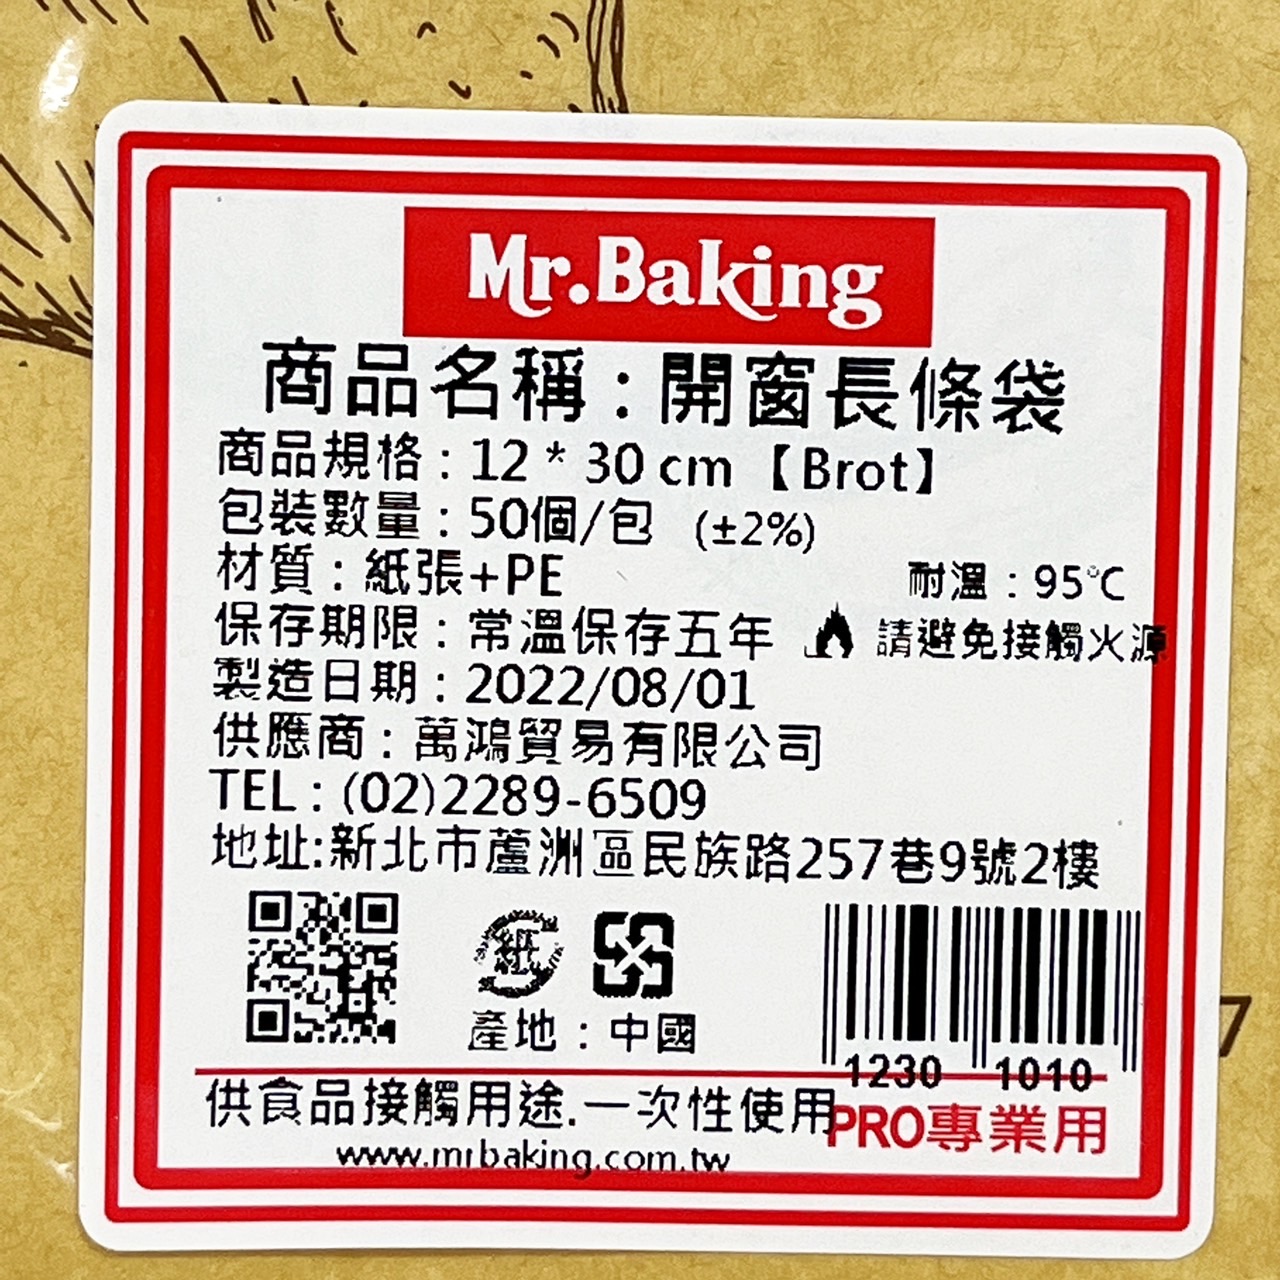 Mr.Baking
商品名稱：開窗長條袋
商品規格：12 * 30 cm【Brot】
包裝數量：50個/包 (±2%)
材質：紙張+PE 耐溫：95℃
保存期限：常溫保存五年 請避免接觸火源
製造日期：2022/08/01
供應商：萬鴻貿易有限公司
TEL：(02)2289-6509
地址:新北市蘆洲區民族路257巷9號2樓
紙
產地：中國
1230 1010
供食品接觸用途.一次性使用
PRO專業用
www.mrbaking.com.tw
7